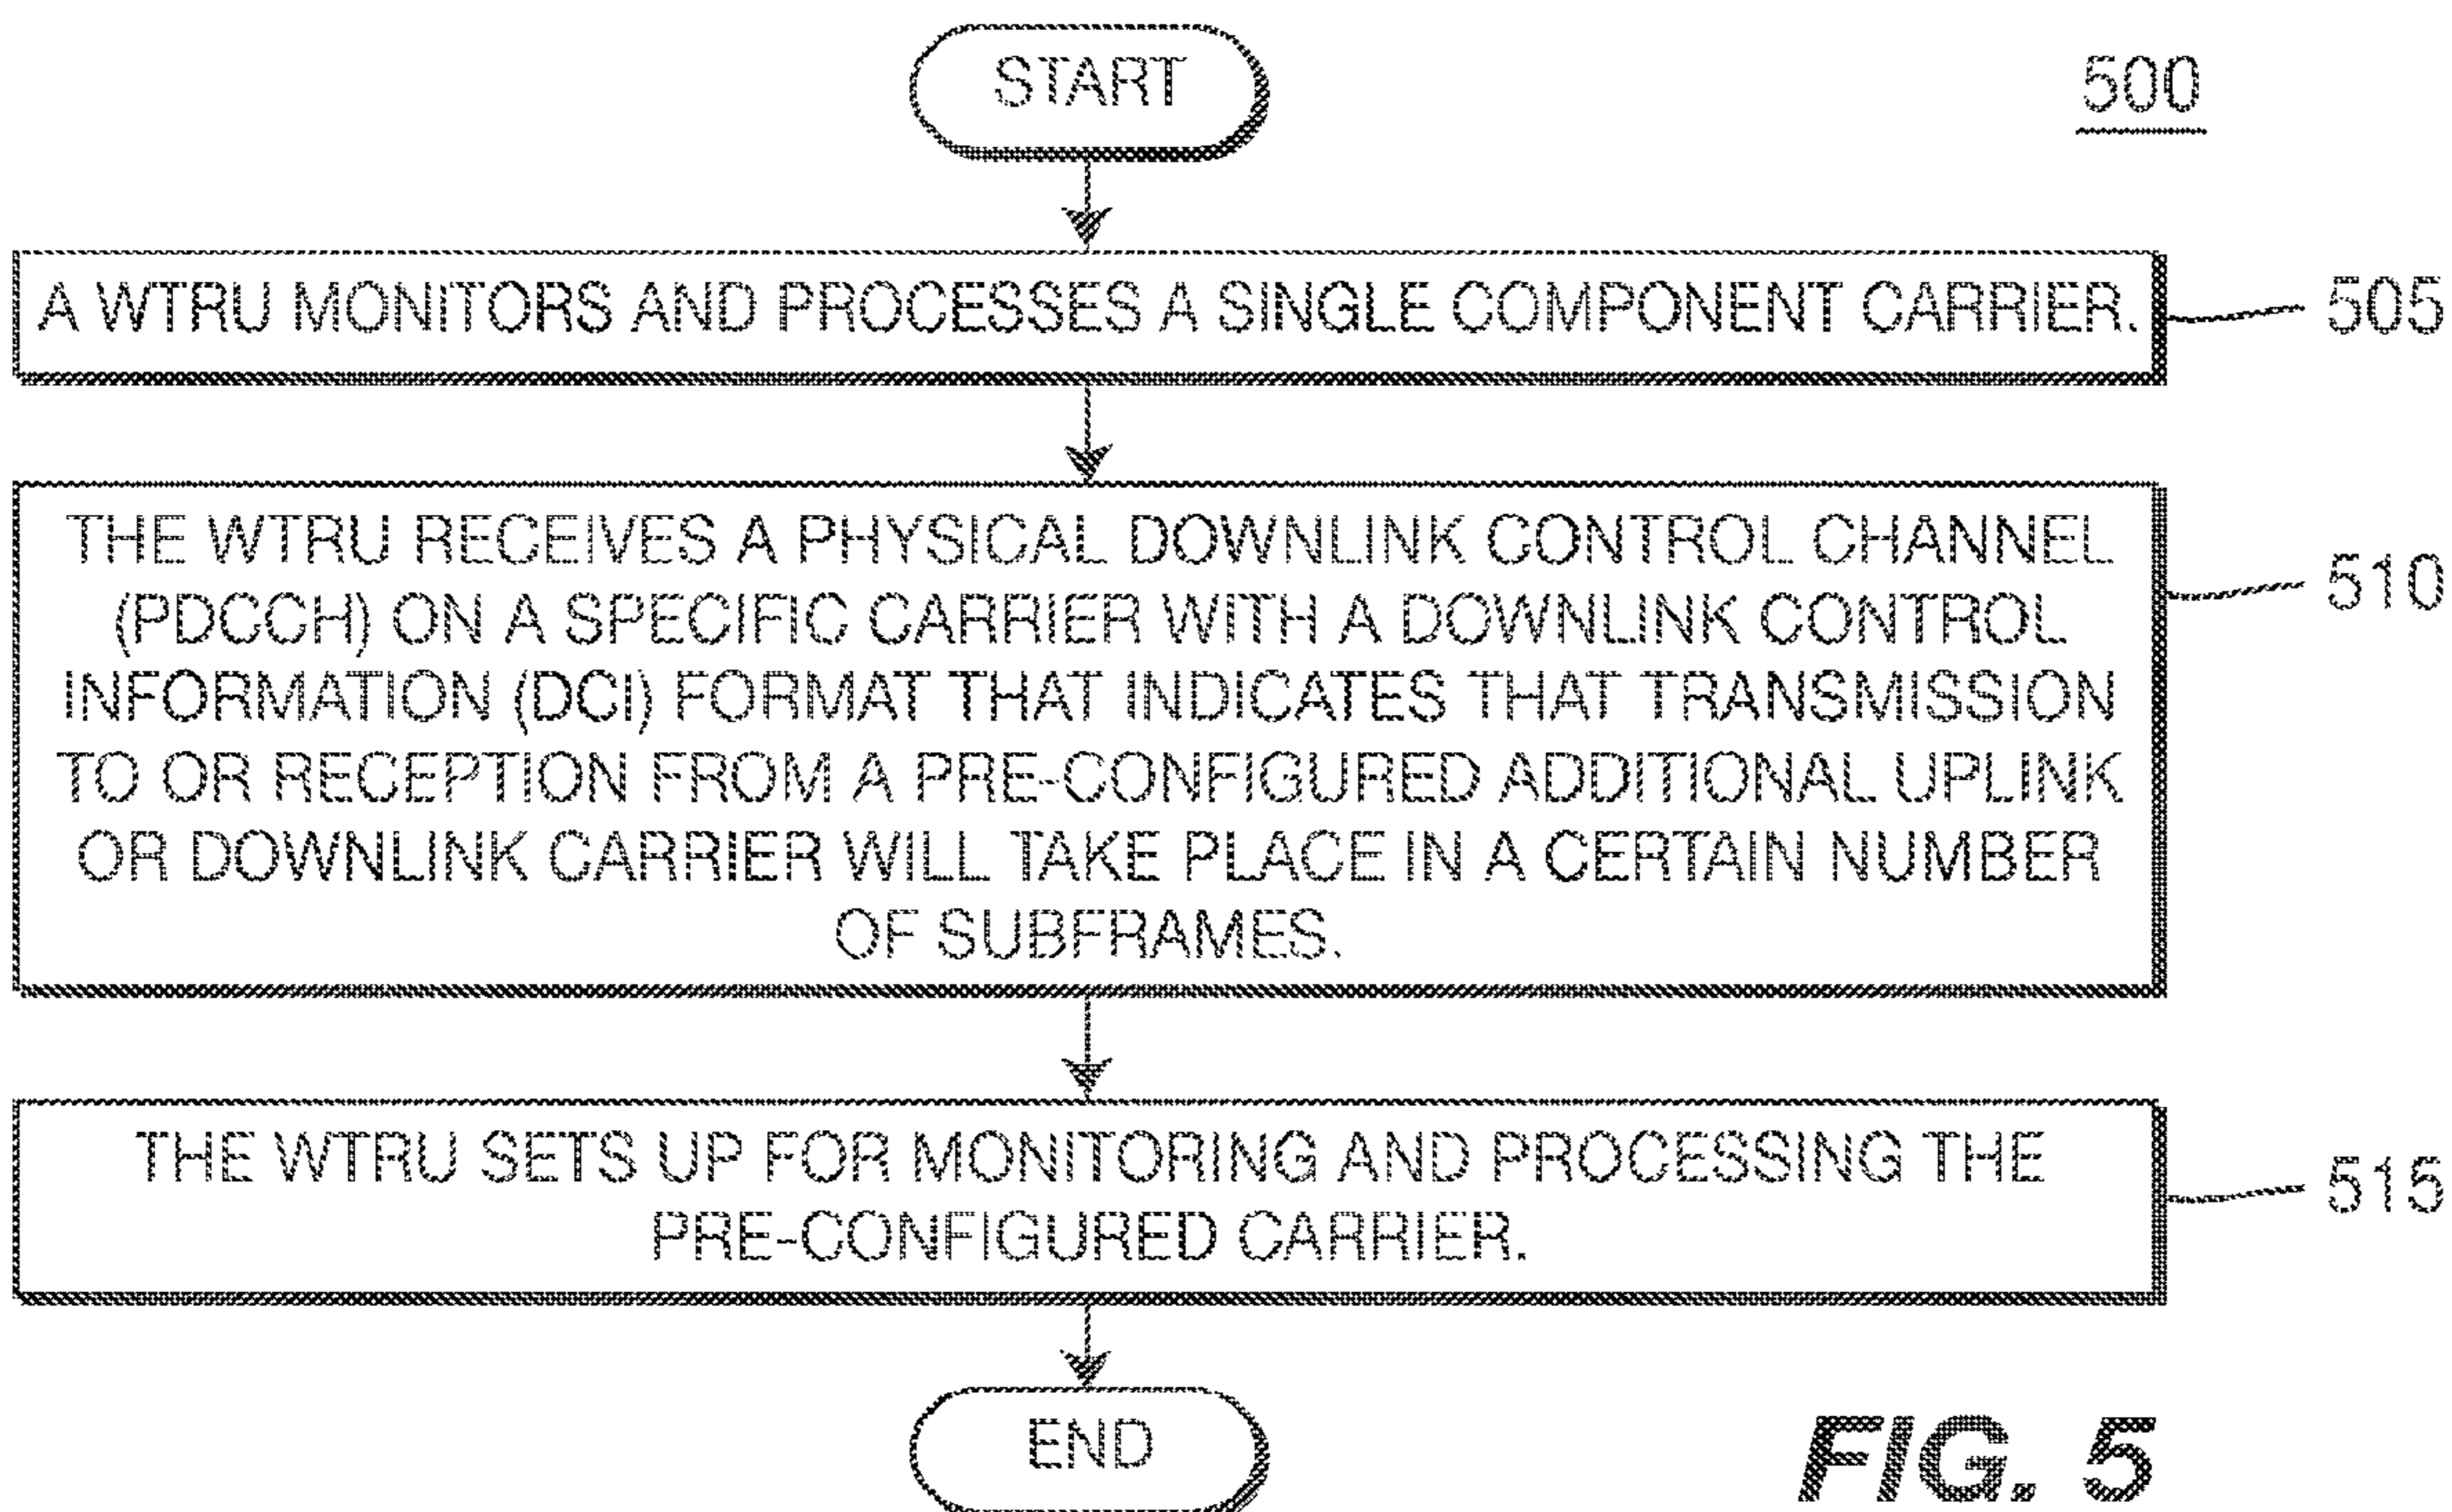 START
500
A WTRU MONITORS AND PROCESSES A SINGLE COMPONENT CARRIER.
505
THE WTRU RECEIVES A PHYSICAL DOWNLINK CONTROL CHANNEL
(PDCCH) ON A SPECIFIC CARRIER WITH A DOWNLINK CONTROL
INFORMATION (DCI) FORMAT THAT INDICATES THAT TRANSMISSION
TO OR RECEPTION FROM A PRE-CONFIGURED ADDITIONAL UPLINK
OR DOWNLINK CARRIER WILL TAKE PLACE IN A CERTAIN NUMBER
OF SUBFRAMES.
510
THE WTRU SETS UP FOR MONITORING AND PROCESSING THE
PRE-CONFIGURED CARRIER.
515
END
FIG. 5